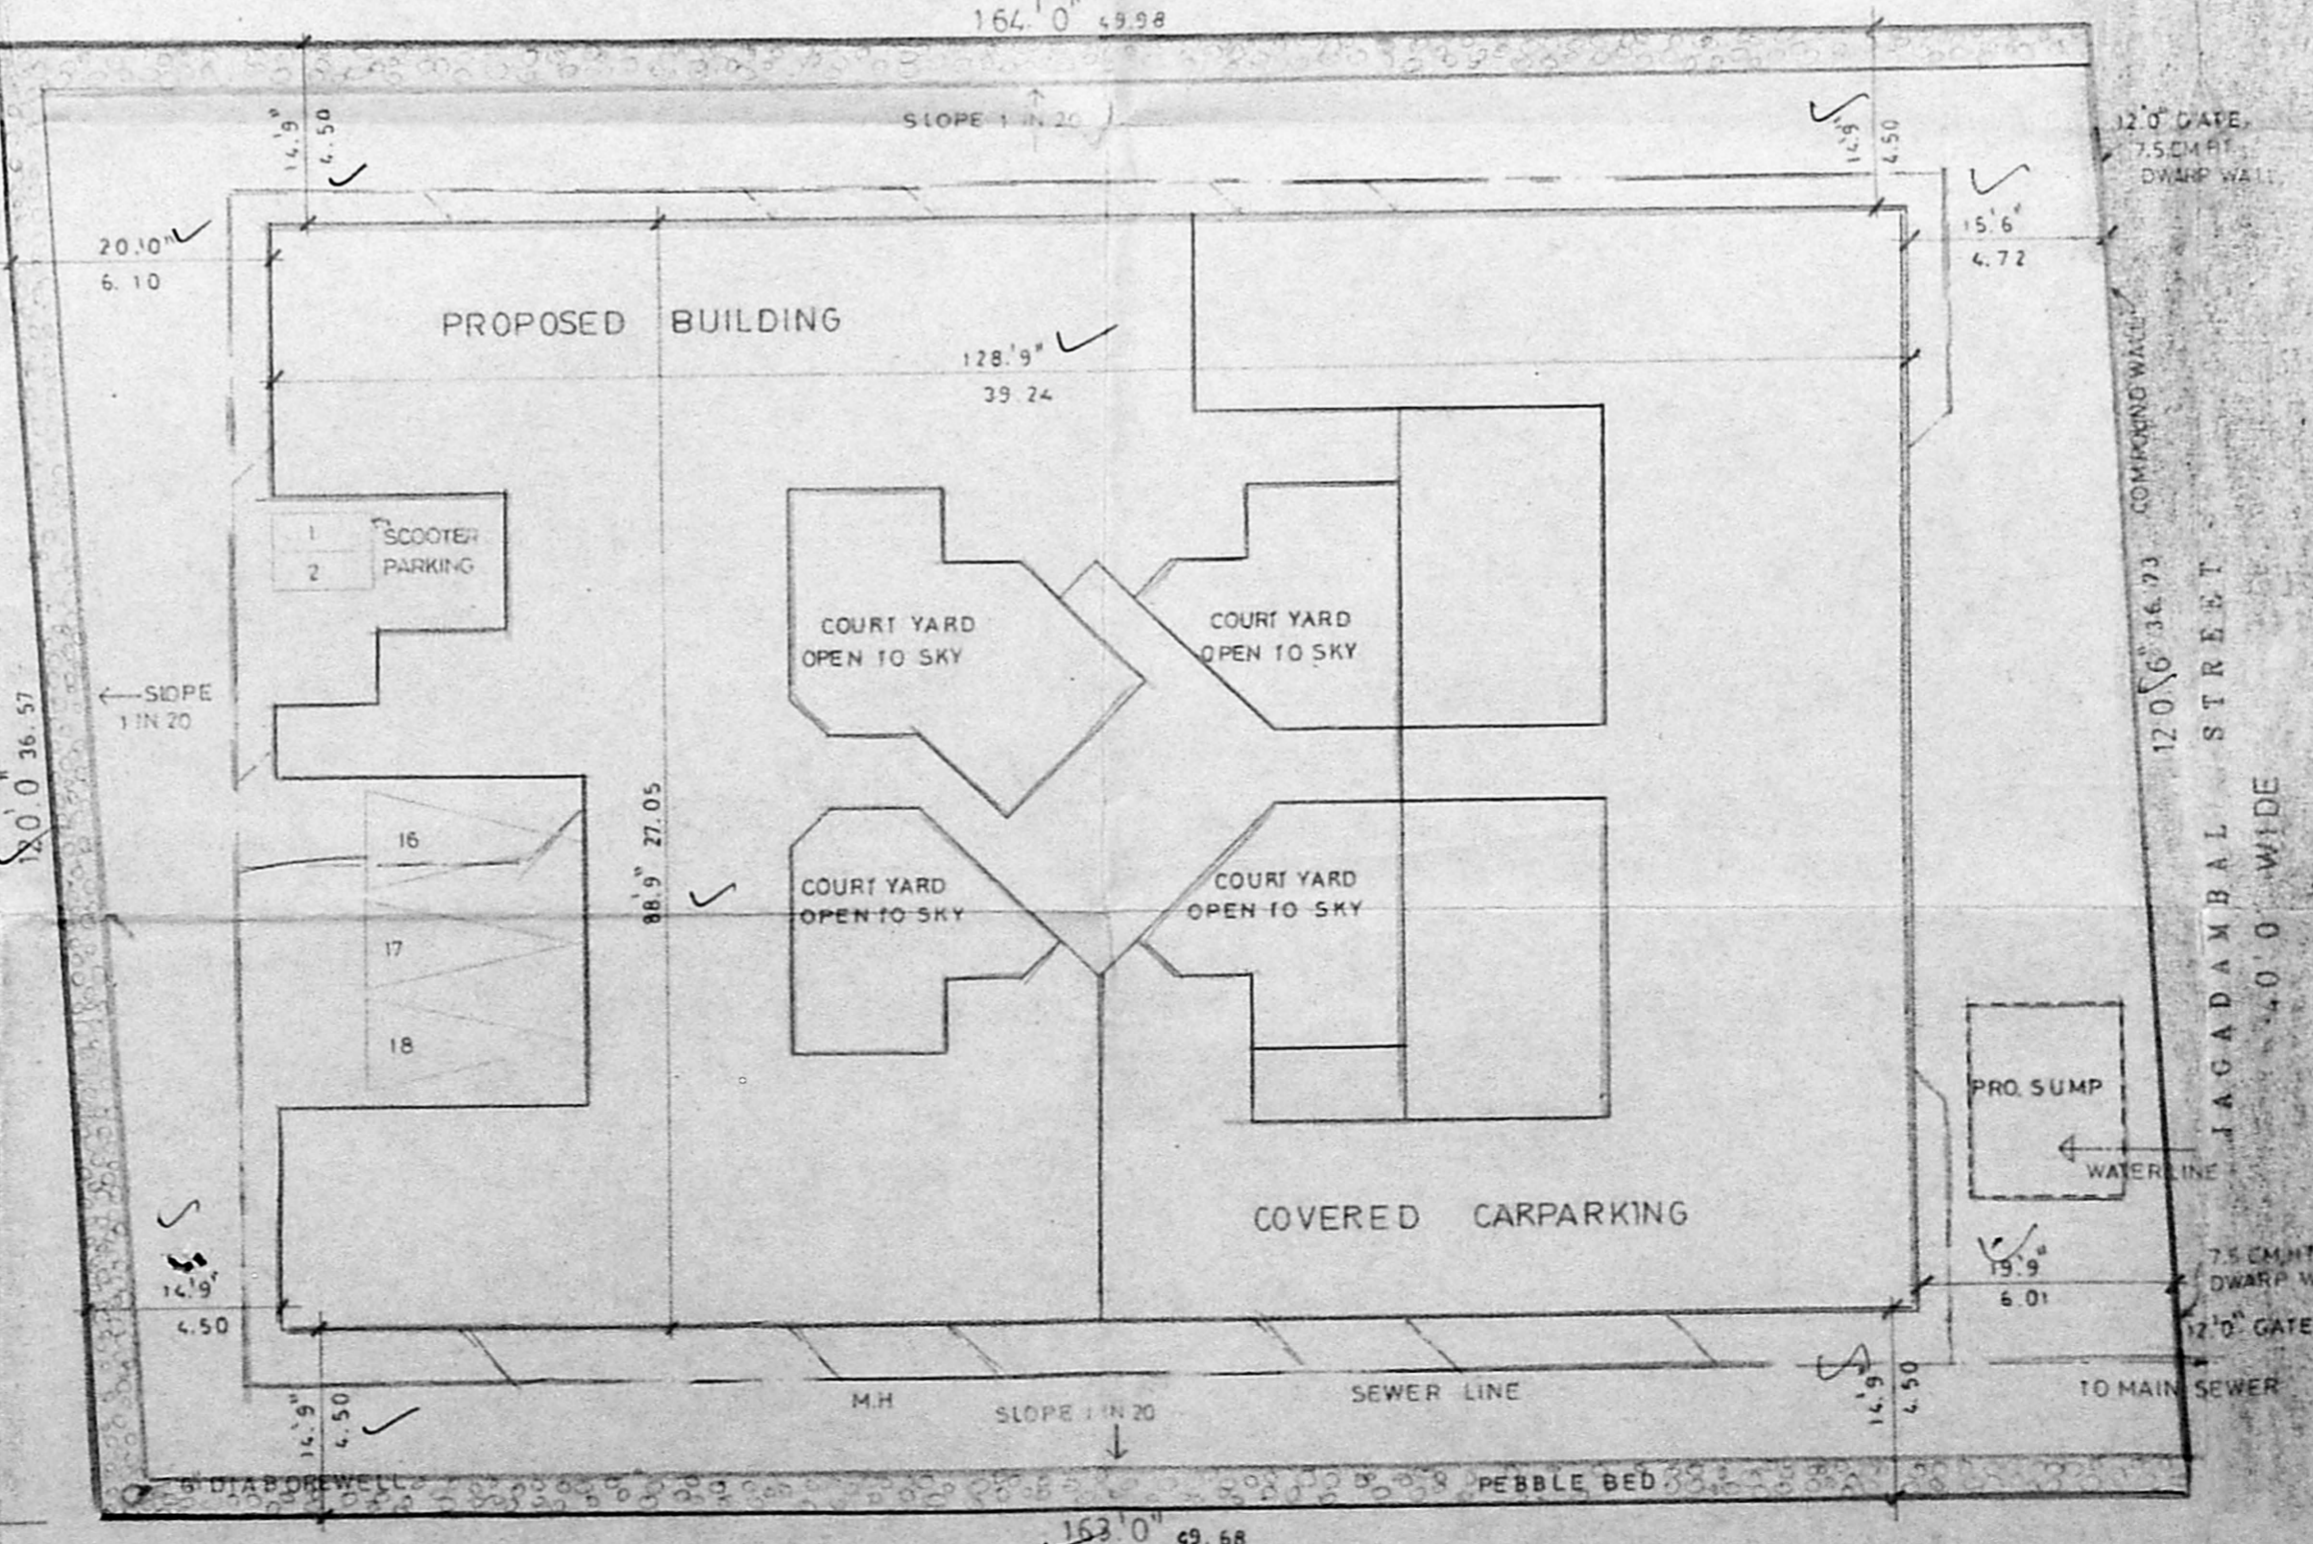 164'.0" 49.98
SLOPE 1 IN 20
14'.9"
4.50
14'.9"
4.50
12'.0" GATE.
7.5 CM HT
DWARP WALL.
20'.0"
6.10
15'.6"
4.72
PROPOSED BUILDING
128'.9"
39.24
COMPOUND WALL
1
2
SCOOTER
PARKING
COURT YARD
OPEN TO SKY
COURT YARD
OPEN TO SKY
SLOPE
1 IN 20
120'.0" 36.57
120'.6" 36.73
JAGADAMBAL STREET
40'.0" WIDE
88'.9" 27.05
16
17
18
COURT YARD
OPEN TO SKY
COURT YARD
OPEN TO SKY
PRO. SUMP
WATER LINE
COVERED CARPARKING
14'9"
4.50
19'.9"
6.01
7.5 CM HT
DWARP W
12'.0" GATE
14'.9"
4.50
14'.9"
4.50
M.H
SLOPE 1 IN 20
SEWER LINE
TO MAIN SEWER
6" DIA BOREWELL
PEBBLE BED
163'.0" 49.68